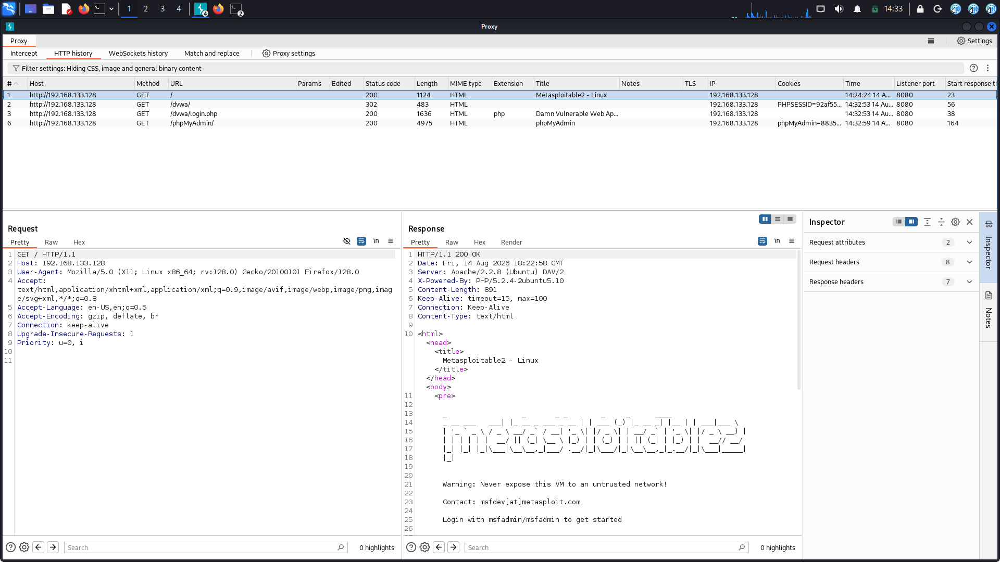 1 2 3 4 4 2 14:33
Proxy
Proxy Settings
Intercept HTTP history WebSockets history Match and replace Proxy settings
Filter settings: Hiding CSS, image and general binary content
# Host Method URL Params Edited Status code Length MIME type Extension Title Notes TLS IP Cookies Time Listener port Start response ti
1 http://192.168.133.128 GET / 200 1124 HTML Metasploitable2 - Linux 192.168.133.128 14:24:24 14 A... 8080 23
2 http://192.168.133.128 GET /dvwa/ 302 483 HTML 192.168.133.128 PHPSESSID=92af55... 14:32:53 14 Au... 8080 56
3 http://192.168.133.128 GET /dvwa/login.php 200 1636 HTML php Damn Vulnerable Web Ap... 192.168.133.128 14:32:53 14 Au... 8080 38
6 http://192.168.133.128 GET /phpMyAdmin/ 200 4975 HTML phpMyAdmin 192.168.133.128 phpMyAdmin=8835... 14:32:59 14 A... 8080 164
Request
Pretty Raw Hex \n
1 GET / HTTP/1.1
2 Host: 192.168.133.128
3 User-Agent: Mozilla/5.0 (X11; Linux x86_64; rv:128.0) Gecko/20100101 Firefox/128.0
4 Accept:
text/html,application/xhtml+xml,application/xml;q=0.9,image/avif,image/webp,image/png,imag
e/svg+xml,*/*;q=0.8
5 Accept-Language: en-US,en;q=0.5
6 Accept-Encoding: gzip, deflate, br
7 Connection: keep-alive
8 Upgrade-Insecure-Requests: 1
9 Priority: u=0, i
10
11
Search 0 highlights
Response
Pretty Raw Hex Render \n
1 HTTP/1.1 200 OK
2 Date: Fri, 14 Aug 2026 18:22:58 GMT
3 Server: Apache/2.2.8 (Ubuntu) DAV/2
4 X-Powered-By: PHP/5.2.4-2ubuntu5.10
5 Content-Length: 891
6 Keep-Alive: timeout=15, max=100
7 Connection: Keep-Alive
8 Content-Type: text/html
9
10 <html>
<head>
<title>
Metasploitable2 - Linux
</title>
</head>
<body>
11 <pre>
12
13
14
15
16
17
18
19
20
21 Warning: Never expose this VM to an untrusted network!
22
23 Contact: msfdev[at]metasploit.com
24
25 Login with msfadmin/msfadmin to get started
26
Search 0 highlights
Inspector
Request attributes 2
Request headers 8
Response headers 7
Inspector
Notes